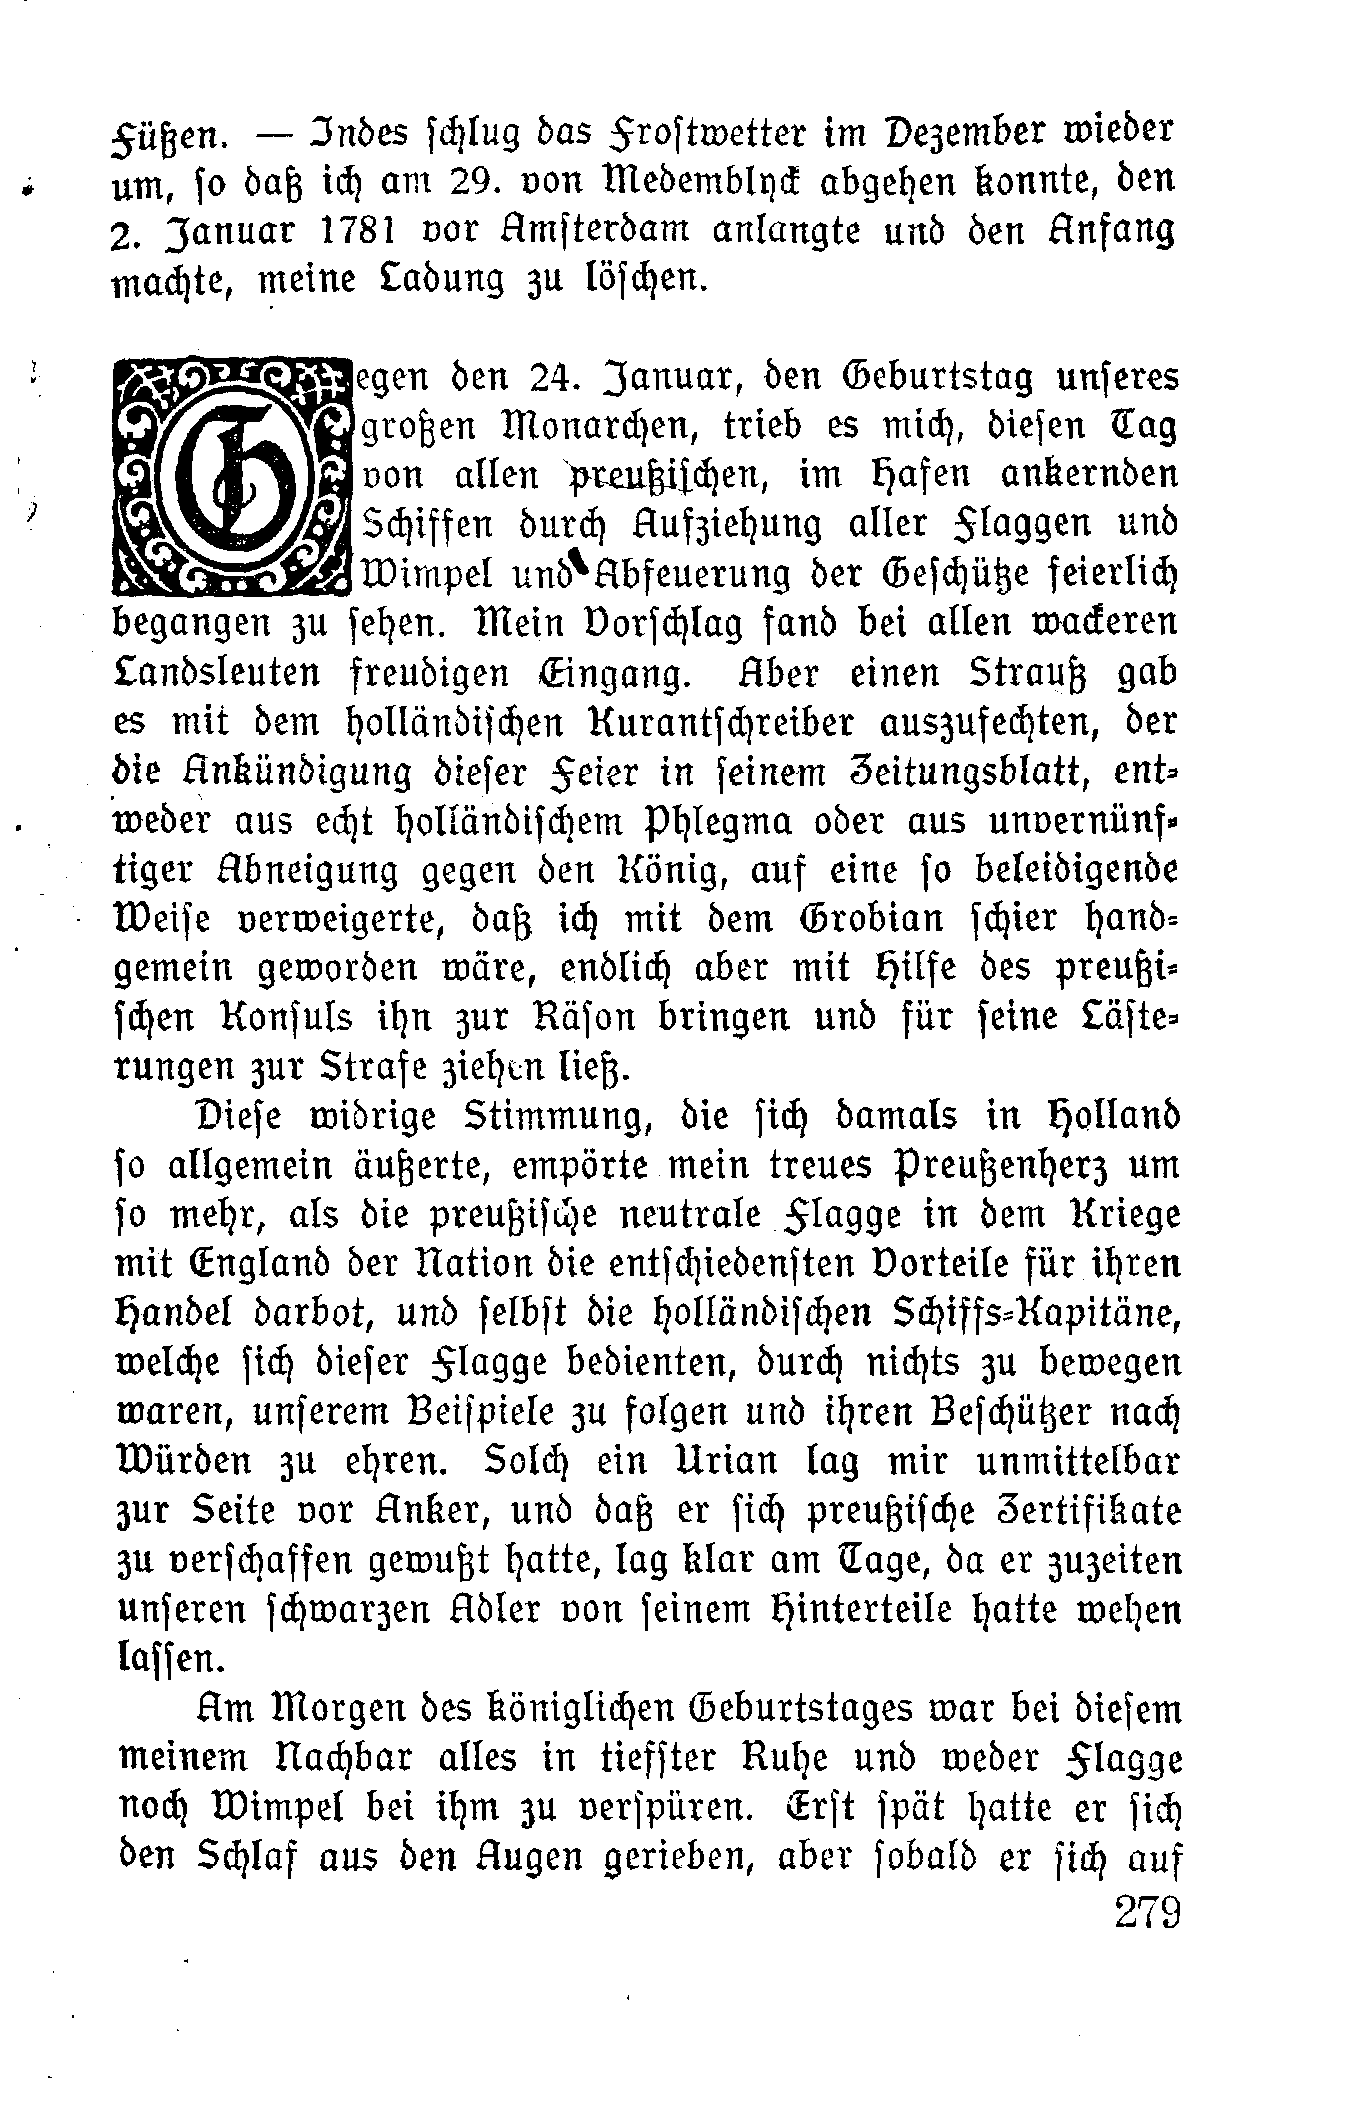 Füßen. — Indes schlug das Frostwetter im Dezember wieder
um, so daß ich am 29. von Medemblyck abgehen konnte, den
2. Januar 1781 vor Amsterdam anlangte und den Anfang
machte, meine Ladung zu löschen.
Gegen den 24. Januar, den Geburtstag unseres
großen Monarchen, trieb es mich, diesen Tag
von allen preußischen, im Hafen ankernden
Schiffen durch Aufziehung aller Flaggen und
Wimpel und Abfeuerung der Geschütze feierlich
begangen zu sehen. Mein Vorschlag fand bei allen wackeren
Landsleuten freudigen Eingang. Aber einen Strauß gab
es mit dem holländischen Kurantschreiber auszufechten, der
die Ankündigung dieser Feier in seinem Zeitungsblatt, ent-
weder aus echt holländischem Phlegma oder aus unvernünf-
tiger Abneigung gegen den König, auf eine so beleidigende
Weise verweigerte, daß ich mit dem Grobian schier hand-
gemein geworden wäre, endlich aber mit Hilfe des preußi-
schen Konsuls ihn zur Räson bringen und für seine Läste-
rungen zur Strafe ziehen ließ.
Diese widrige Stimmung, die sich damals in Holland
so allgemein äußerte, empörte mein treues Preußenherz um
so mehr, als die preußische neutrale Flagge in dem Kriege
mit England der Nation die entschiedensten Vorteile für ihren
Handel darbot, und selbst die holländischen Schiffs-Kapitäne,
welche sich dieser Flagge bedienten, durch nichts zu bewegen
waren, unserem Beispiele zu folgen und ihren Beschützer nach
Würden zu ehren. Solch ein Urian lag mir unmittelbar
zur Seite vor Anker, und daß er sich preußische Zertifikate
zu verschaffen gewußt hatte, lag klar am Tage, da er zuzeiten
unseren schwarzen Adler von seinem Hinterteile hatte wehen
lassen.
Am Morgen des königlichen Geburtstages war bei diesem
meinem Nachbar alles in tiefster Ruhe und weder Flagge
noch Wimpel bei ihm zu verspüren. Erst spät hatte er sich
den Schlaf aus den Augen gerieben, aber sobald er sich auf
279